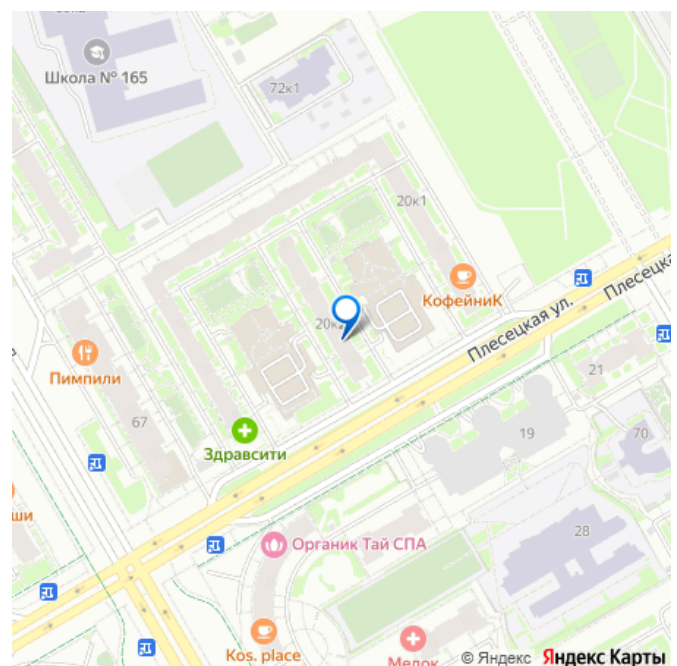 Школа № 165
72к1
20к1
КофейниК
Плесецкая ул.
Плесецка
20к
Пимпили
67
Здравсити
21
19
70
ши
28
Органик Тай СПА
Kos. place
Медок
© Яндекс Яндекс Карты